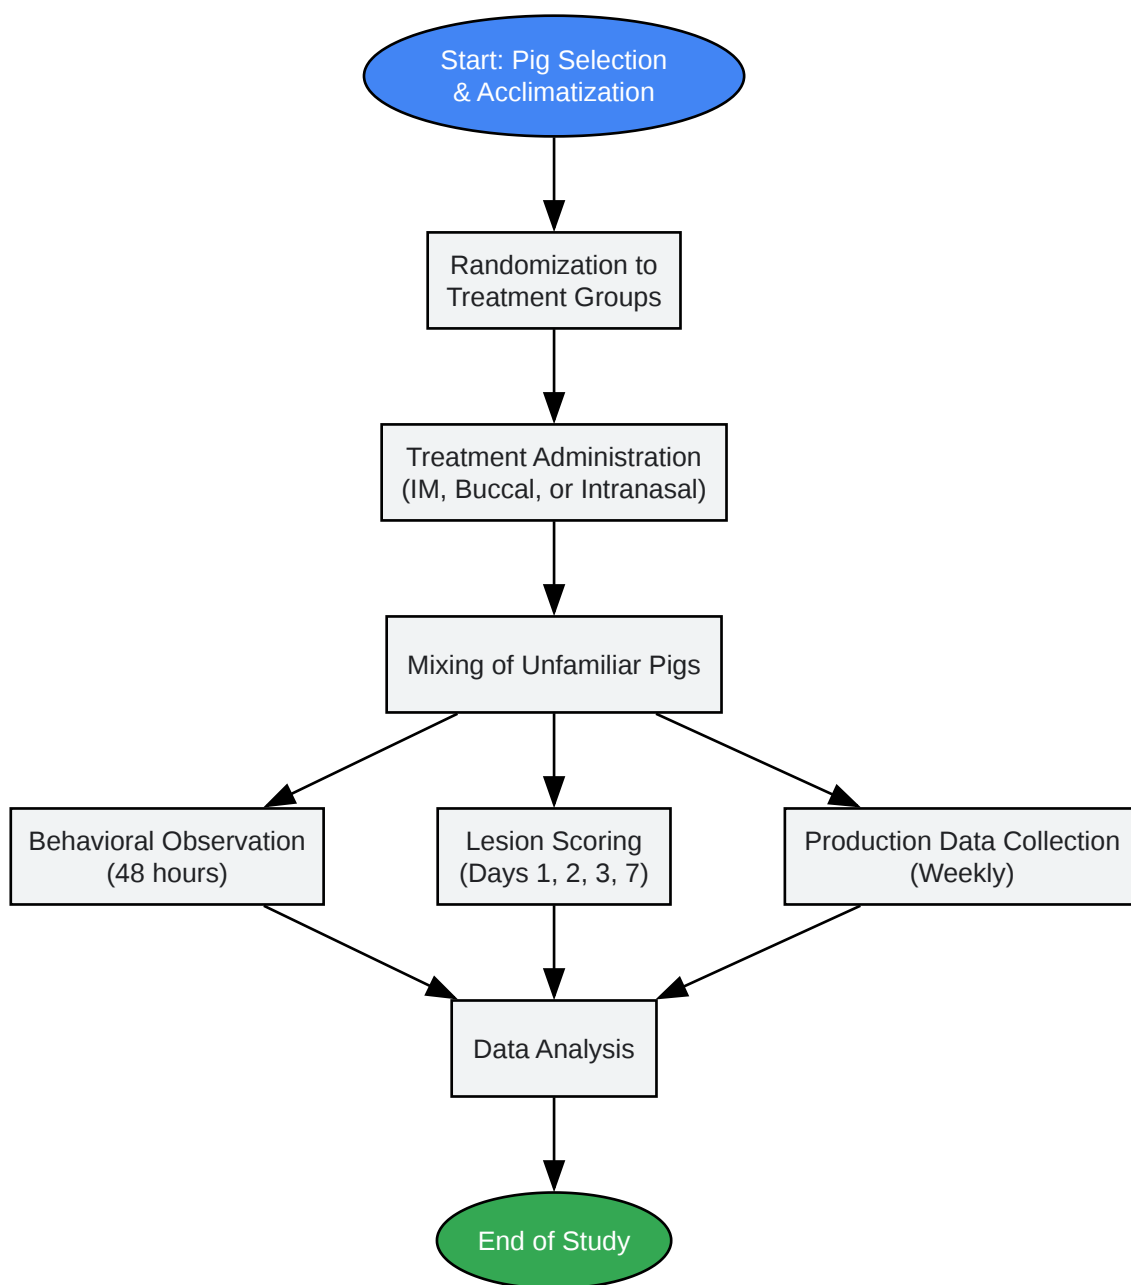 Start: Pig Selection
& Acclimatization
Randomization to
Treatment Groups
Treatment Administration
(IM, Buccal, or Intranasal)
Mixing of Unfamiliar Pigs
Behavioral Observation
(48 hours)
Lesion Scoring
(Days 1, 2, 3, 7)
Production Data Collection
(Weekly)
Data Analysis
End of Study